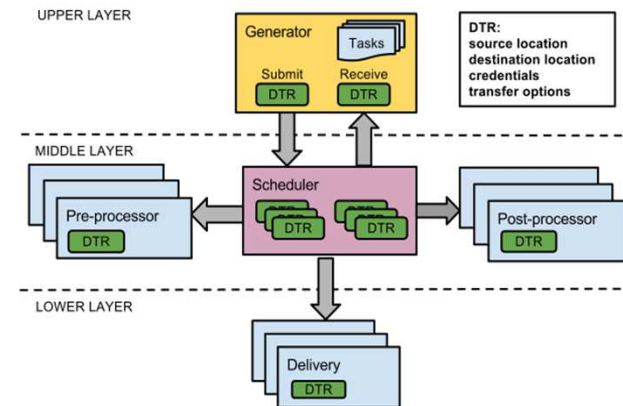 UPPER LAYER
Generator
Tasks
Submit
Receive
DTR
DTR
DTR:
source location
destination location
credentials
transfer options
MIDDLE LAYER
Pre-processor
DTR
Scheduler
DTR
DTR
Post-processor
DTR
LOWER LAYER
Delivery
DTR